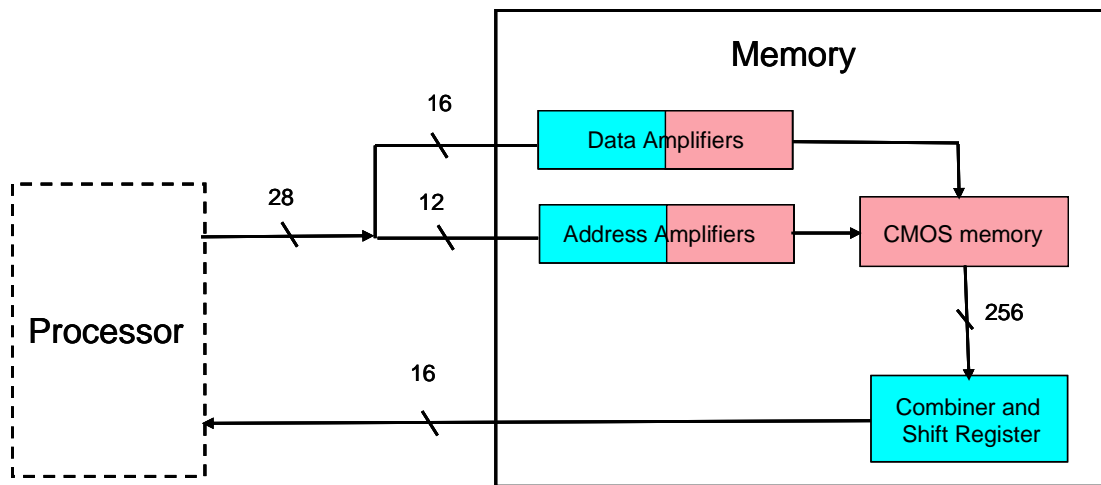 Memory
16
Data Amplifiers
28
12
Address Amplifiers
CMOS memory
Processor
256
16
Combiner and
Shift Register